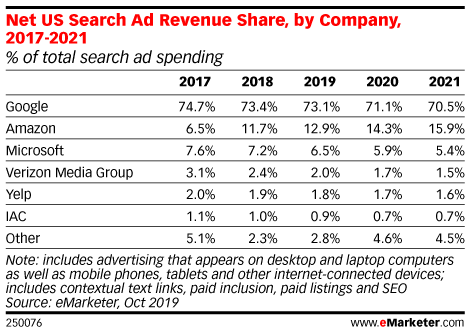 Net US Search Ad Revenue Share, by Company,
2017-2021
% of total search ad spending
2017 2018 2019 2020 2021
Google 74.7% 73.4% 73.1% 71.1% 70.5%
Amazon 6.5% 11.7% 12.9% 14.3% 15.9%
Microsoft 7.6% 7.2% 6.5% 5.9% 5.4%
Verizon Media Group 3.1% 2.4% 2.0% 1.7% 1.5%
Yelp 2.0% 1.9% 1.8% 1.7% 1.6%
IAC 1.1% 1.0% 0.9% 0.7% 0.7%
Other 5.1% 2.3% 2.8% 4.6% 4.5%
Note: includes advertising that appears on desktop and laptop computers
as well as mobile phones, tablets and other internet-connected devices;
includes contextual text links, paid inclusion, paid listings and SEO
Source: eMarketer, Oct 2019
250076 www.eMarketer.com